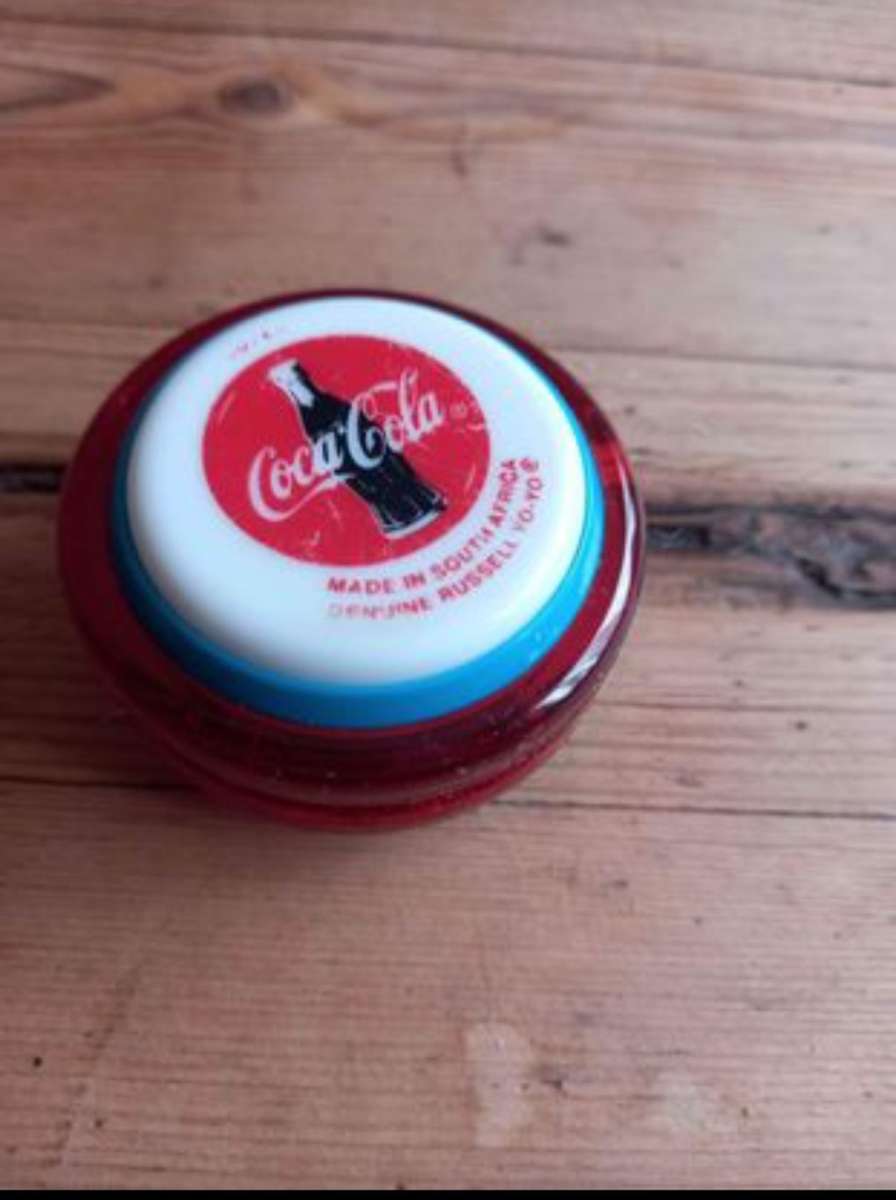 Coca-Cola ®
MADE IN SOUTH AFRICA
GENUINE RUSSELL YO-YO®